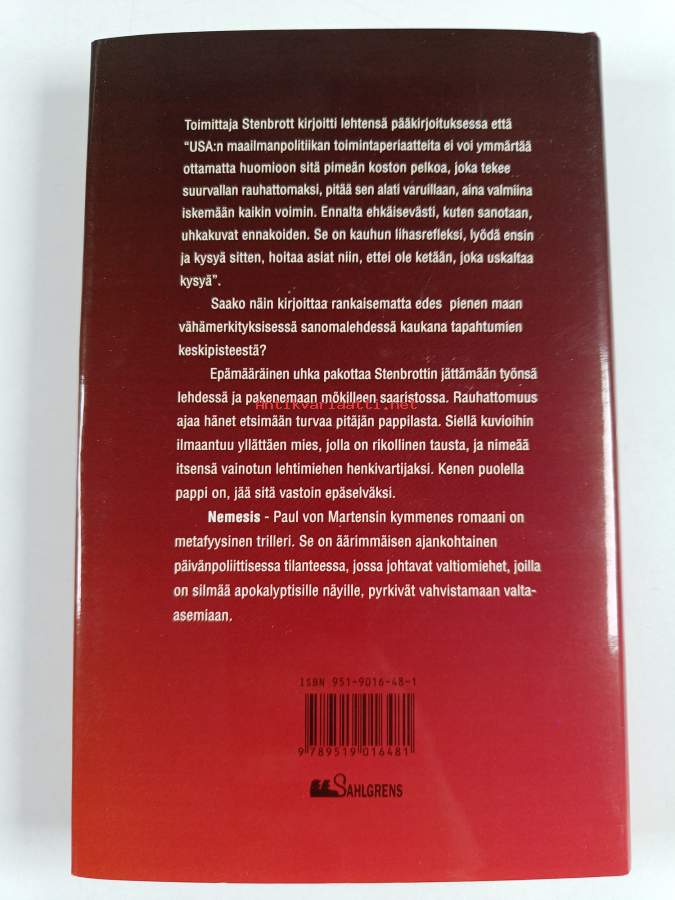 Toimittaja Stenbrott kirjoitti lehtensä pääkirjoituksessa että
"USA:n maailmanpolitiikan toimintaperiaatteita ei voi ymmärtää
ottamatta huomioon sitä pimeän koston pelkoa, joka tekee
suurvallan rauhattomaksi, pitää sen alati varuillaan, aina valmiina
iskemään kaikin voimin. Ennalta ehkäisevästi, kuten sanotaan,
uhkakuvat ennakoiden. Se on kauhun lihasrefleksi, lyödä ensin
ja kysyä sitten, hoitaa asiat niin, ettei ole ketään, joka uskaltaa
kysyä".
Saako näin kirjoittaa rankaisematta edes pienen maan
vähämerkityksisessä sanomalehdessä kaukana tapahtumien
keskipisteestä?
Epämääräinen uhka pakottaa Stenbrottin jättämään työnsä
lehdessä ja pakenemaan mökilleen saaristossa. Rauhattomuus
Antikvariaatti.net
ajaa hänet etsimään turvaa pitäjän pappilasta. Siellä kuvioihin
ilmaantuu yllättäen mies, jolla on rikollinen tausta, ja nimeää
itsensä vainotun lehtimiehen henkivartijaksi. Kenen puolella
pappi on, jää sitä vastoin epäselväksi.
Nemesis - Paul von Martensin kymmenes romaani on
metafyysinen trilleri. Se on äärimmäisen ajankohtainen
päivänpoliittisessa tilanteessa, jossa johtavat valtiomiehet, joilla
on silmää apokalyptisille näyille, pyrkivät vahvistamaan valta-
asemiaan.
ISBN 951-9016-48-1
9 789519 016481
SAHLGRENS